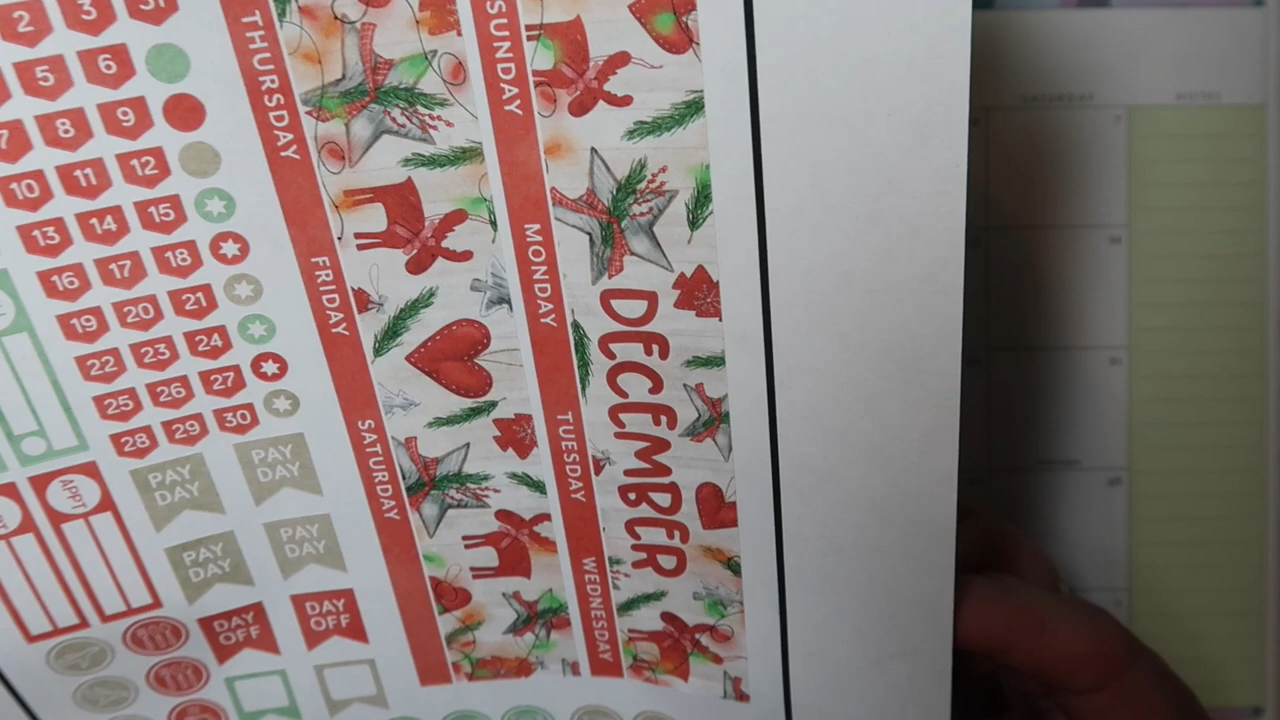 2 3 31
5 6
7 8 9
10 11 12
13 14 15
16 17 18
19 20 21
22 23 24
25 26 27
28 29 30
THURSDAY
FRIDAY
SATURDAY
SUNDAY
MONDAY
TUESDAY
WEDNESDAY
DECEMBER
APPT
PAY
DAY
PAY
DAY
PAY
DAY
PAY
DAY
DAY
OFF
DAY
OFF
SATURDAY
NOTES